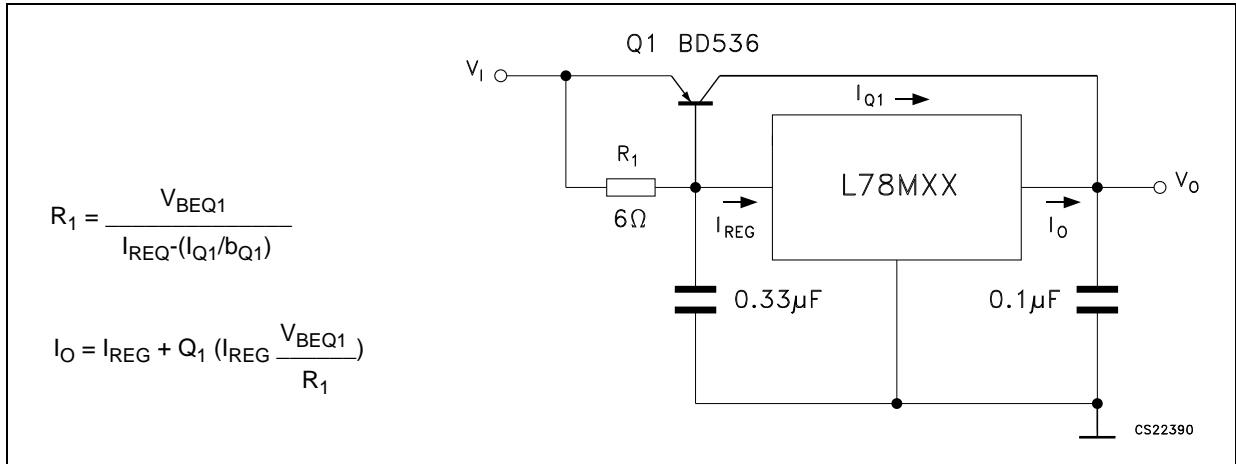 Q1 BD536
V_I
I_Q1
R_1
6Ω
I_REG
L78MXX
I_O
V_O
0.33µF
0.1µF
R_1 = V_BEQ1 / I_REQ-(I_Q1/b_Q1)
I_O = I_REG + Q_1 (I_REG V_BEQ1 / R_1)
CS22390